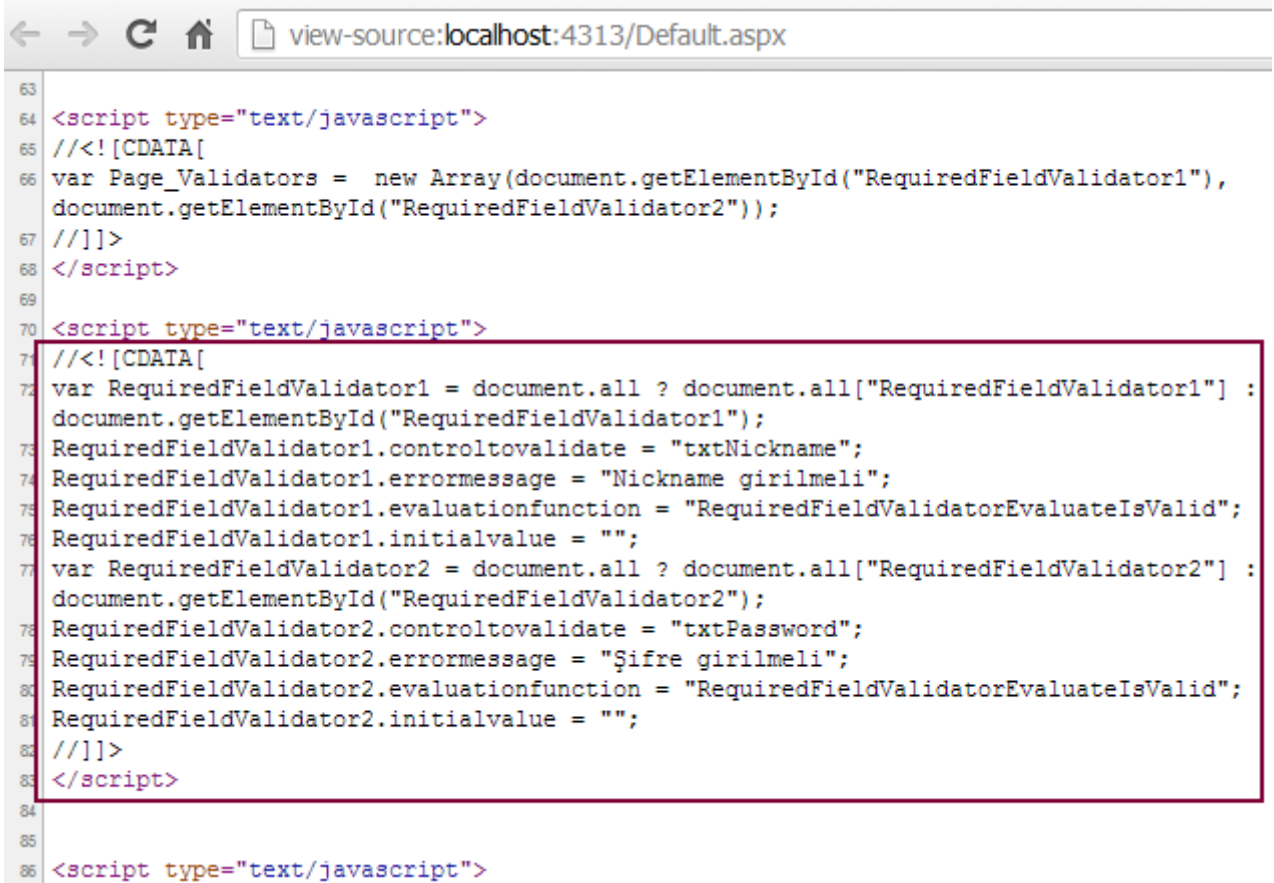 view-source:localhost:4313/Default.aspx
63
64 <script type="text/javascript">
65 //<![CDATA[
66 var Page_Validators =  new Array(document.getElementById("RequiredFieldValidator1"),
document.getElementById("RequiredFieldValidator2"));
67 //]]>
68 </script>
69
70 <script type="text/javascript">
71 //<![CDATA[
72 var RequiredFieldValidator1 = document.all ? document.all["RequiredFieldValidator1"] :
document.getElementById("RequiredFieldValidator1");
73 RequiredFieldValidator1.controltovalidate = "txtNickname";
74 RequiredFieldValidator1.errormessage = "Nickname girilmeli";
75 RequiredFieldValidator1.evaluationfunction = "RequiredFieldValidatorEvaluateIsValid";
76 RequiredFieldValidator1.initialvalue = "";
77 var RequiredFieldValidator2 = document.all ? document.all["RequiredFieldValidator2"] :
document.getElementById("RequiredFieldValidator2");
78 RequiredFieldValidator2.controltovalidate = "txtPassword";
79 RequiredFieldValidator2.errormessage = "Şifre girilmeli";
80 RequiredFieldValidator2.evaluationfunction = "RequiredFieldValidatorEvaluateIsValid";
81 RequiredFieldValidator2.initialvalue = "";
82 //]]>
83 </script>
84
85
86 <script type="text/javascript">